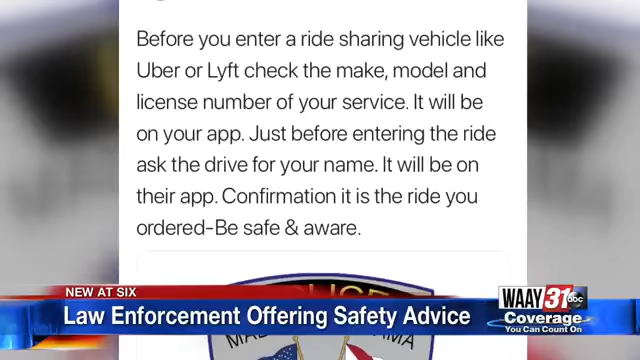 Before you enter a ride sharing vehicle like
Uber or Lyft check the make, model and
license number of your service. It will be
on your app. Just before entering the ride
ask the drive for your name. It will be on
their app. Confirmation it is the ride you
ordered-Be safe & aware.
NEW AT SIX
Law Enforcement Offering Safety Advice
WAAY 31 abc
Coverage
You Can Count On